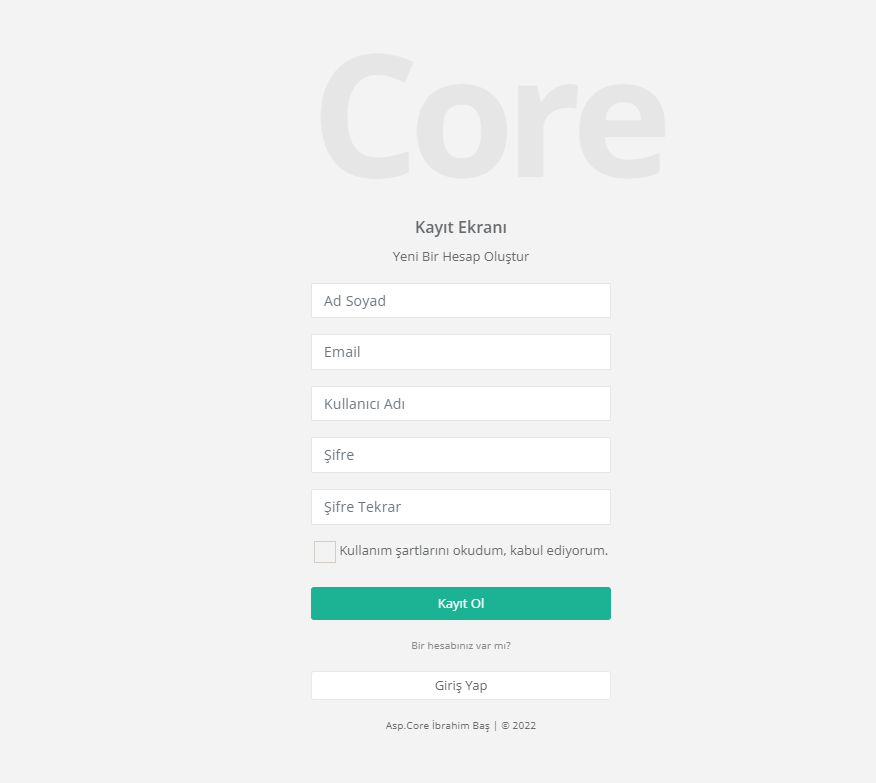 Core
Kayıt Ekranı
Yeni Bir Hesap Oluştur
Ad Soyad
Email
Kullanıcı Adı
Şifre
Şifre Tekrar
Kullanım şartlarını okudum, kabul ediyorum.
Kayıt Ol
Bir hesabınız var mı?
Giriş Yap
Asp.Core İbrahim Baş | © 2022